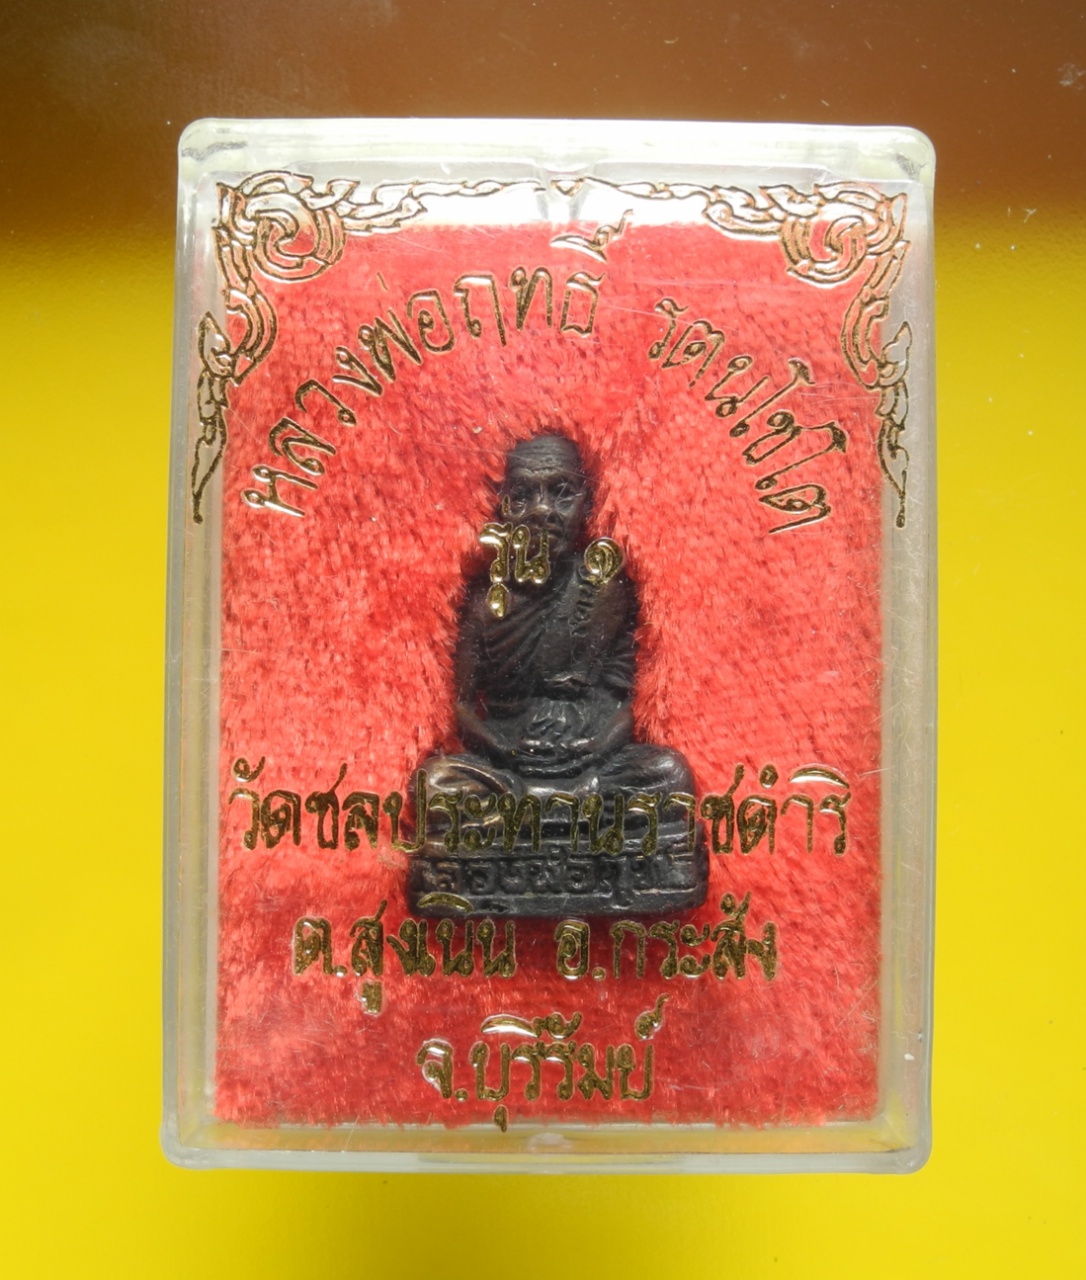 หลวงพ่อฤทธิ์ รัตนโชโต
รุ่น ๑
วัดชลประทานราชดำริ
ต.สูงเนิน อ.กระสัง
จ.บุรีรัมย์